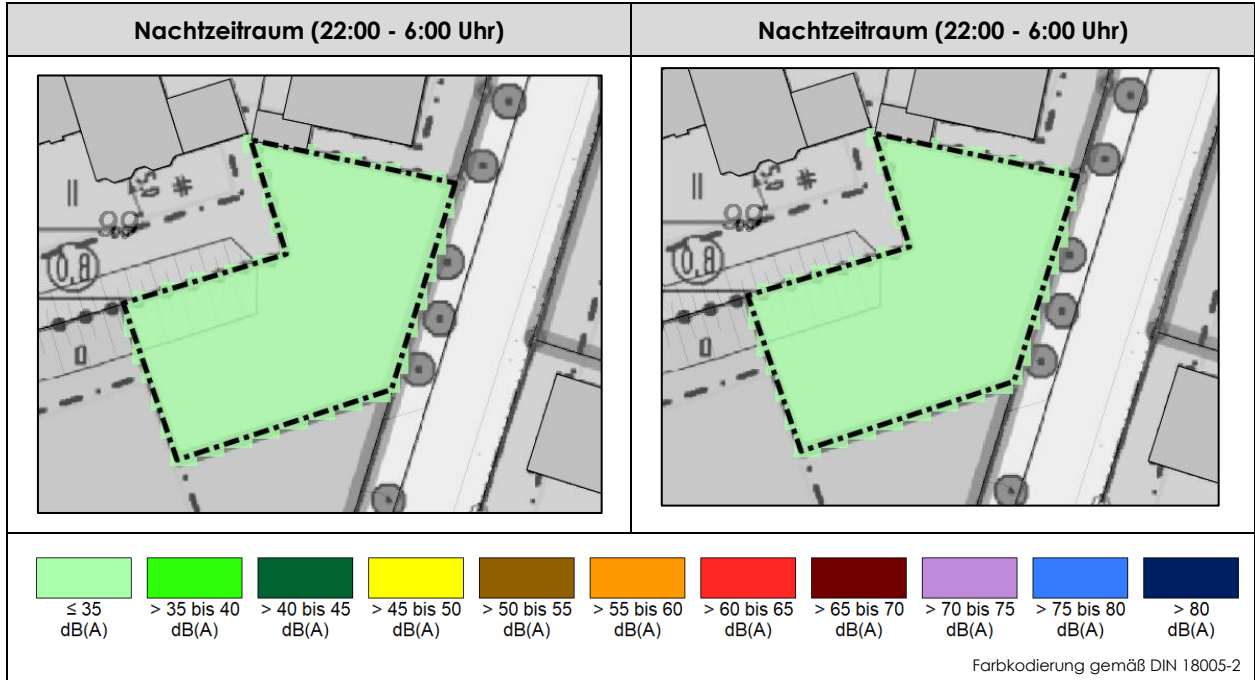 Nachtzeitraum (22:00 - 6:00 Uhr)
Nachtzeitraum (22:00 - 6:00 Uhr)
II
#
D
II
#
D
≤ 35
dB(A)
> 35 bis 40
dB(A)
> 40 bis 45
dB(A)
> 45 bis 50
dB(A)
> 50 bis 55
dB(A)
> 55 bis 60
dB(A)
> 60 bis 65
dB(A)
> 65 bis 70
dB(A)
> 70 bis 75
dB(A)
> 75 bis 80
dB(A)
> 80
dB(A)
Farbkodierung gemäß DIN 18005-2